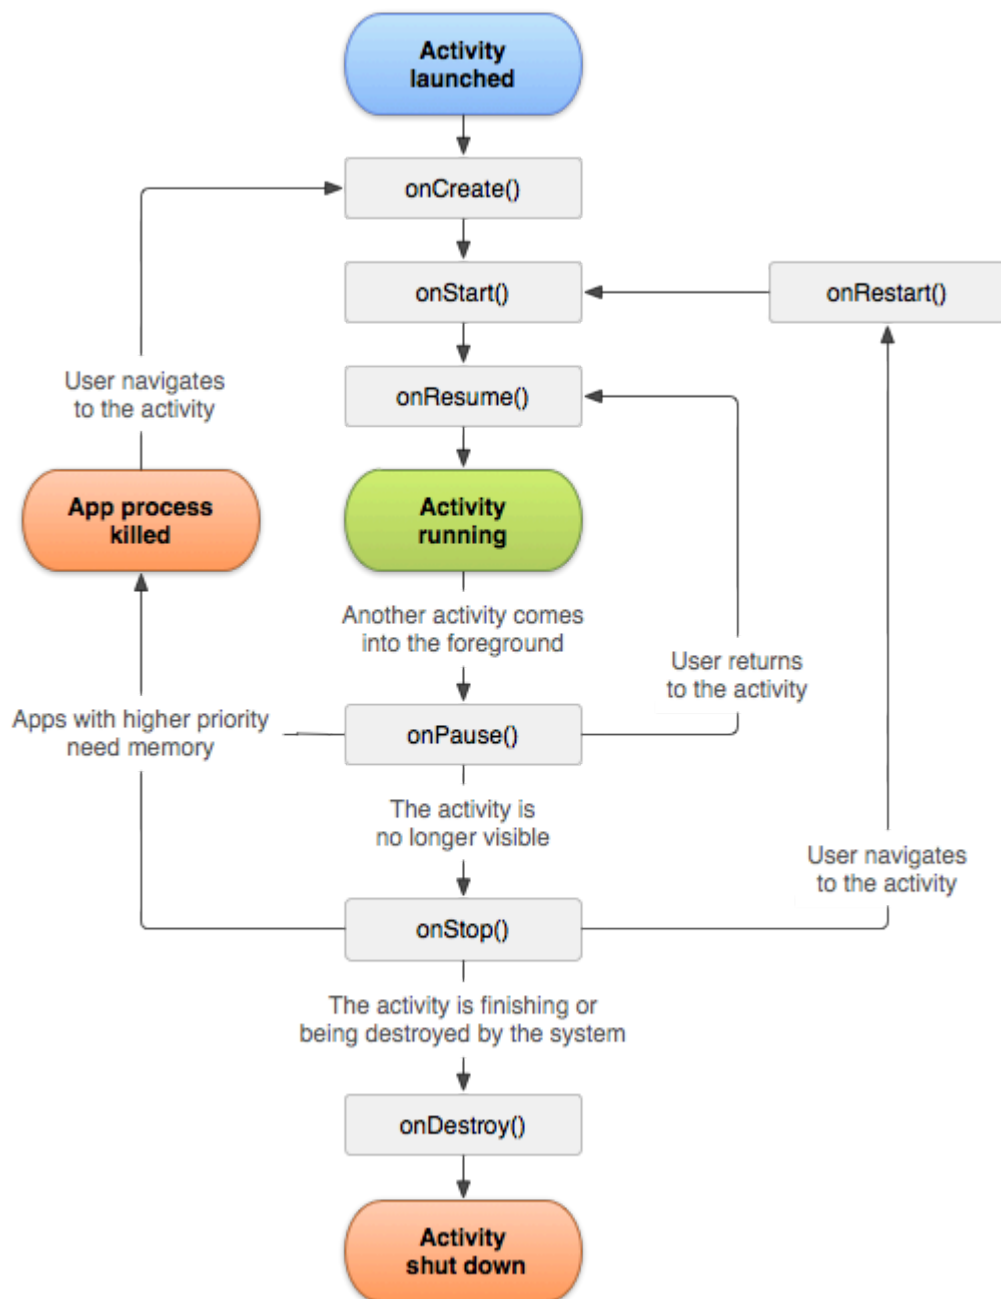 Activity
launched
onCreate()
onStart()
onRestart()
User navigates
to the activity
onResume()
App process
killed
Activity
running
Another activity comes
into the foreground
User returns
to the activity
Apps with higher priority
need memory
onPause()
The activity is
no longer visible
User navigates
to the activity
onStop()
The activity is finishing or
being destroyed by the system
onDestroy()
Activity
shut down